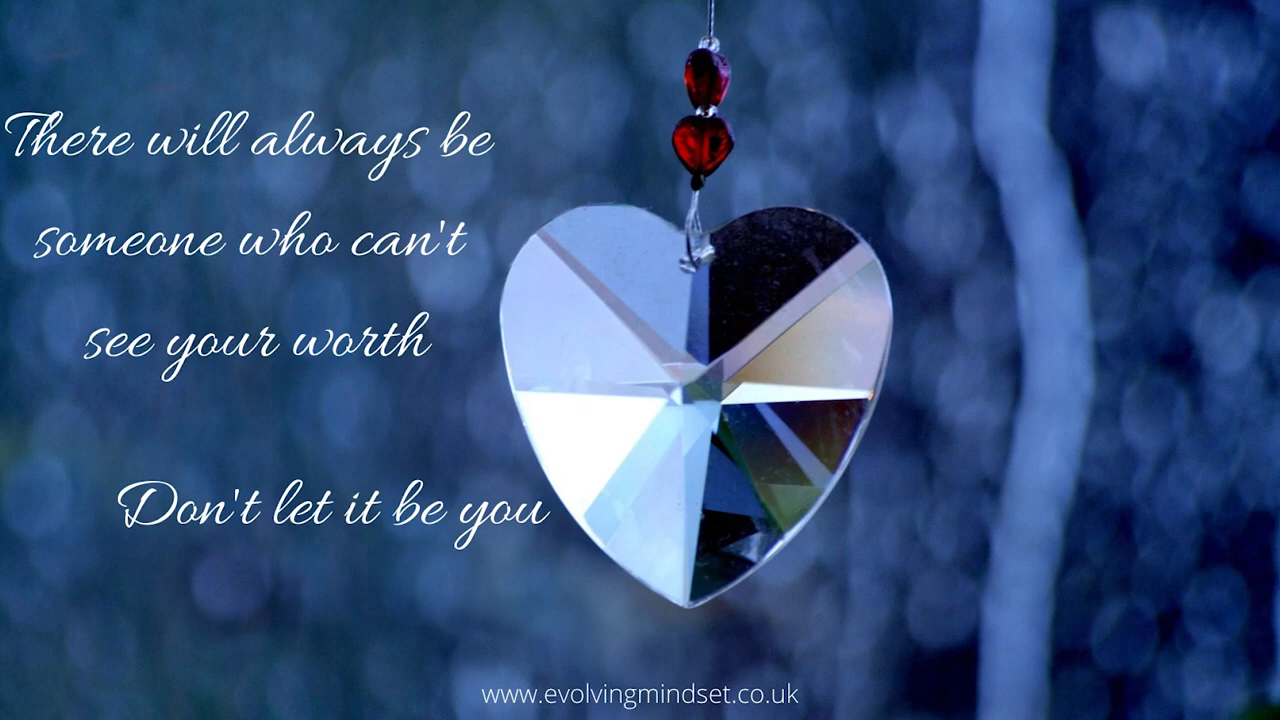 There will always be
someone who can't
see your worth
Don't let it be you
www.evolvingmindset.co.uk